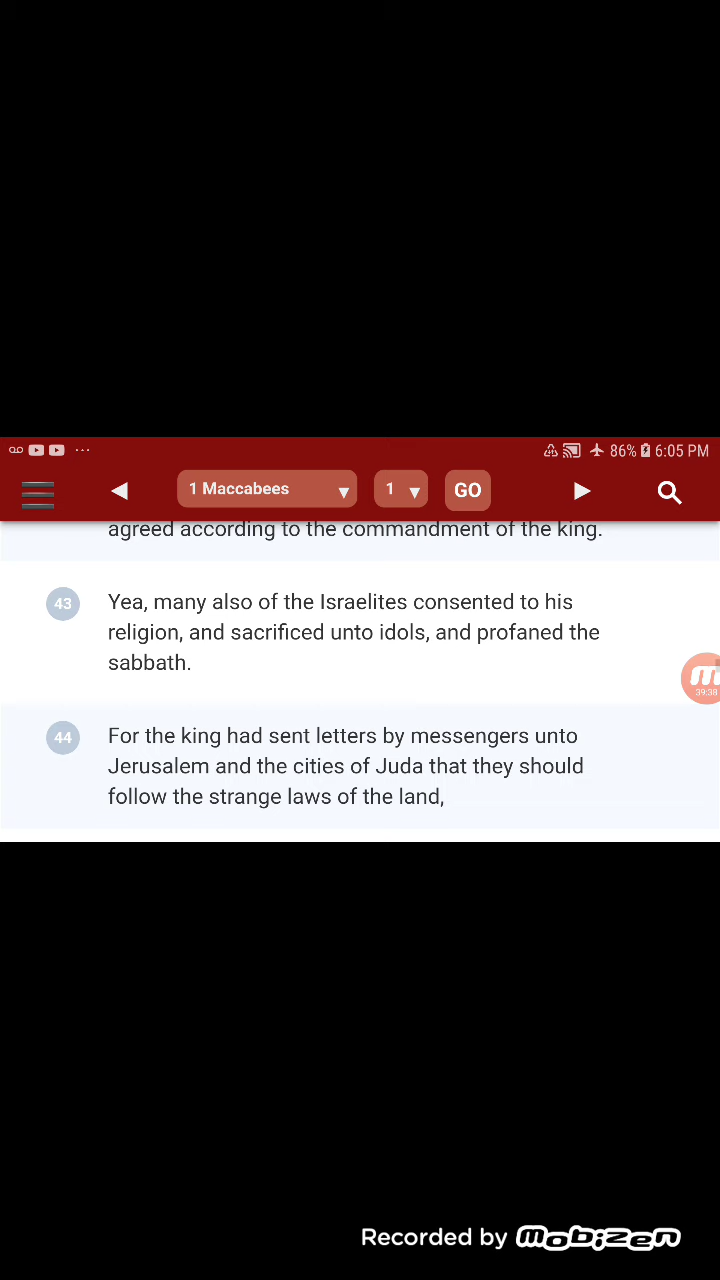 86% 6:05 PM
1 Maccabees 1 GO
agreed according to the commandment of the king.
43 Yea, many also of the Israelites consented to his
religion, and sacrificed unto idols, and profaned the
sabbath.
39:38
44 For the king had sent letters by messengers unto
Jerusalem and the cities of Juda that they should
follow the strange laws of the land,
Recorded by mobizen